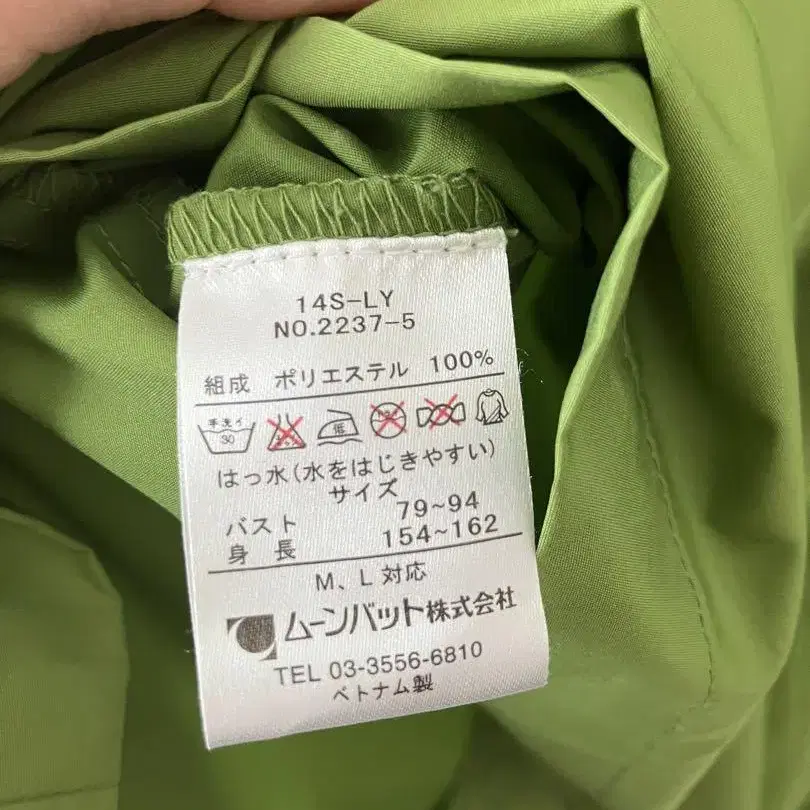 14S-LY
NO.2237-5
組成 ポリエステル 100%
手洗イ 30 低
はっ水(水をはじきやすい)
サイズ
バスト 79~94
身長 154~162
M、L 対応
ムーンバット株式会社
TEL 03-3556-6810
ベトナム製